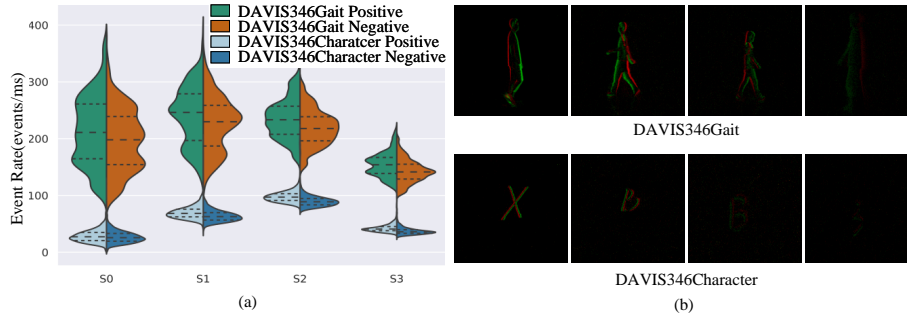 DAVIS346Gait Positive
DAVIS346Gait Negative
DAVIS346Charatcer Positive
DAVIS346Character Negative
Event Rate(events/ms)
400
300
200
100
0
S0 S1 S2 S3
(a)
DAVIS346Gait
X B
DAVIS346Character
(b)